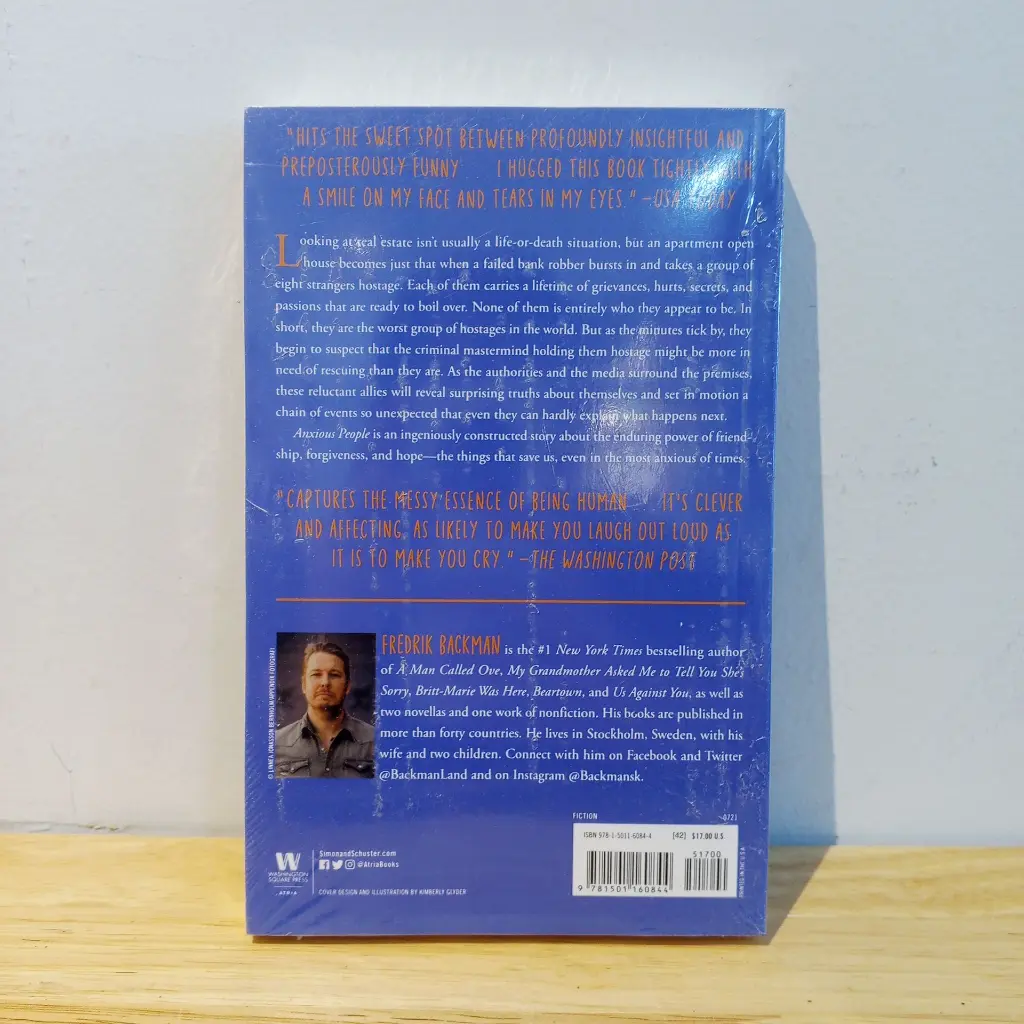 "HITS THE SWEET SPOT BETWEEN PROFOUNDLY INSIGHTFUL AND
PREPOSTEROUSLY FUNNY I HUGGED THIS BOOK TIGHTLY WITH
A SMILE ON MY FACE AND TEARS IN MY EYES." —USA TODAY
Looking at real estate isn't usually a life-or-death situation, but an apartment open
house becomes just that when a failed bank robber bursts in and takes a group of
eight strangers hostage. Each of them carries a lifetime of grievances, hurts, secrets, and
passions that are ready to boil over. None of them is entirely who they appear to be. In
short, they are the worst group of hostages in the world. But as the minutes tick by, they
begin to suspect that the criminal mastermind holding them hostage might be more in
need of rescuing than they are. As the authorities and the media surround the premises,
these reluctant allies will reveal surprising truths about themselves and set in motion a
chain of events so unexpected that even they can hardly explain what happens next.
Anxious People is an ingeniously constructed story about the enduring power of friend-
ship, forgiveness, and hope—the things that save us, even in the most anxious of times.
"CAPTURES THE MESSY ESSENCE OF BEING HUMAN IT'S CLEVER
AND AFFECTING, AS LIKELY TO MAKE YOU LAUGH OUT LOUD AS
IT IS TO MAKE YOU CRY." —THE WASHINGTON POST
© LINNÉA JONASSON BERNHOLM/APPENDIX FOTOGRAFI
FREDRIK BACKMAN is the #1 New York Times bestselling author
of A Man Called Ove, My Grandmother Asked Me to Tell You She's
Sorry, Britt-Marie Was Here, Beartown, and Us Against You, as well as
two novellas and one work of nonfiction. His books are published in
more than forty countries. He lives in Stockholm, Sweden, with his
wife and two children. Connect with him on Facebook and Twitter
@BackmanLand and on Instagram @Backmansk.
W
WASHINGTON
SQUARE PRESS
ATRIA
SimonandSchuster.com
@AtriaBooks
COVER DESIGN AND ILLUSTRATION BY KIMBERLY GLYDER
FICTION 0721
ISBN 978-1-5011-6084-4 [42] $17.00 U.S.
51700
9 781501 160844